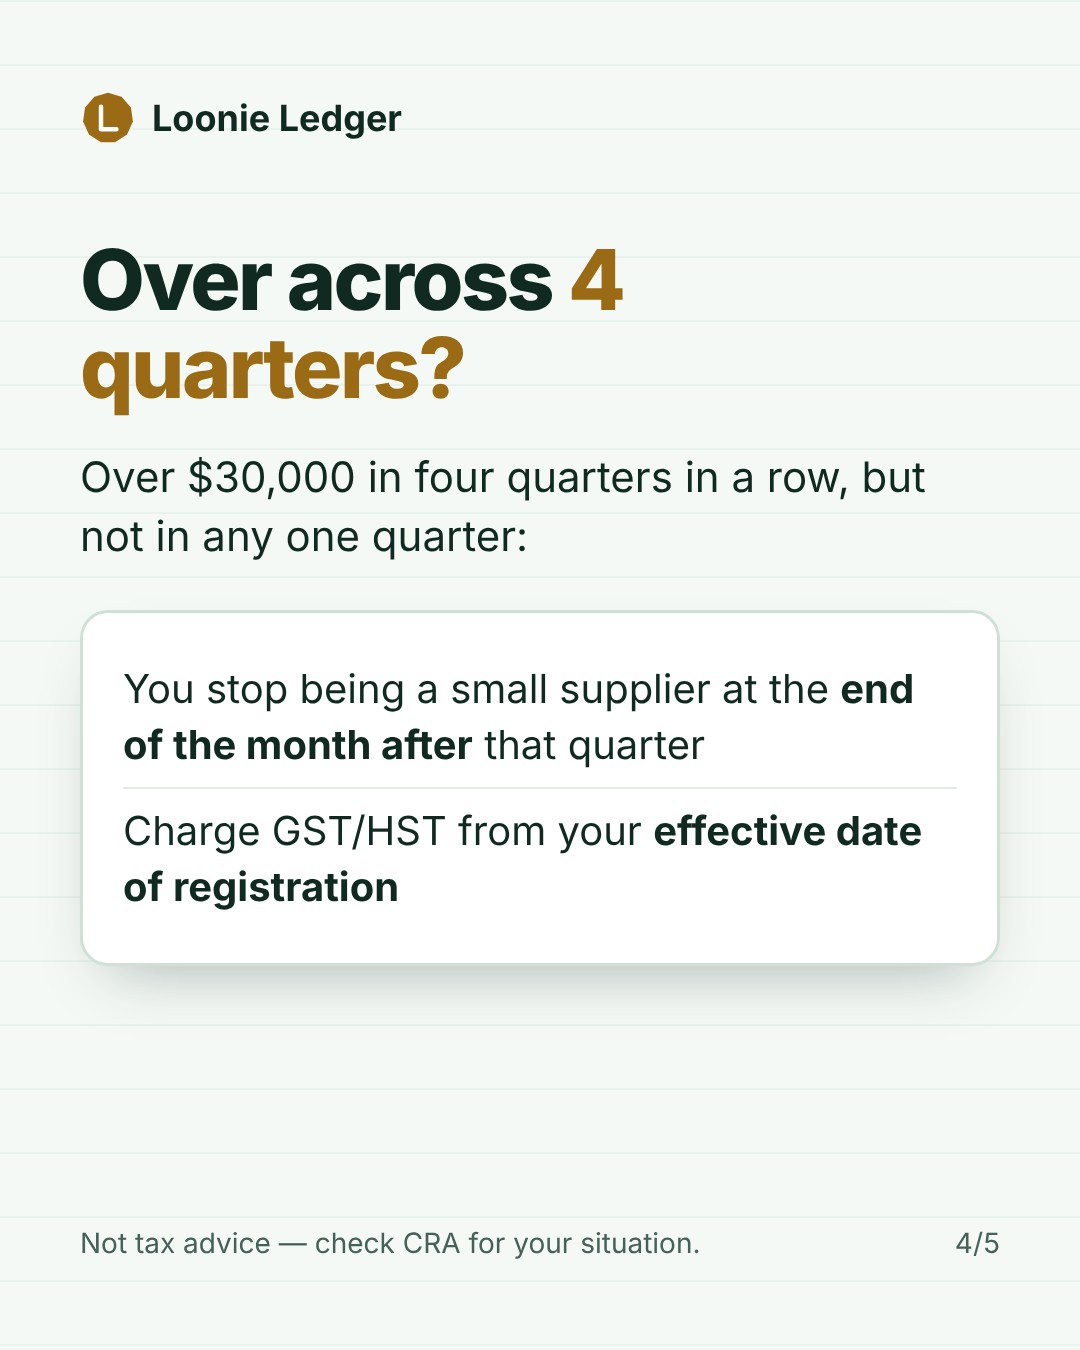 L
Loonie Ledger
Over across 4
quarters?
Over $30,000 in four quarters in a row, but
not in any one quarter:
You stop being a small supplier at the end
of the month after that quarter
Charge GST/HST from your effective date
of registration
Not tax advice — check CRA for your situation.
4/5